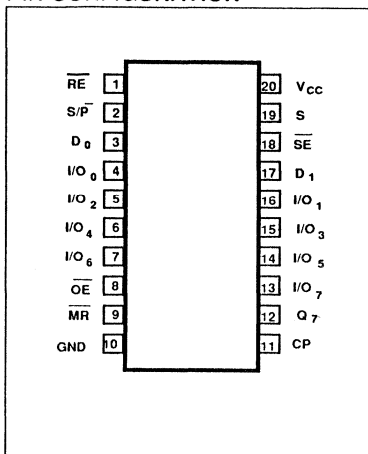 RE 1 20 VCC
S/P 2 19 S
D0 3 18 SE
I/O0 4 17 D1
I/O2 5 16 I/O1
I/O4 6 15 I/O3
I/O6 7 14 I/O5
OE 8 13 I/O7
MR 9 12 Q7
GND 10 11 CP